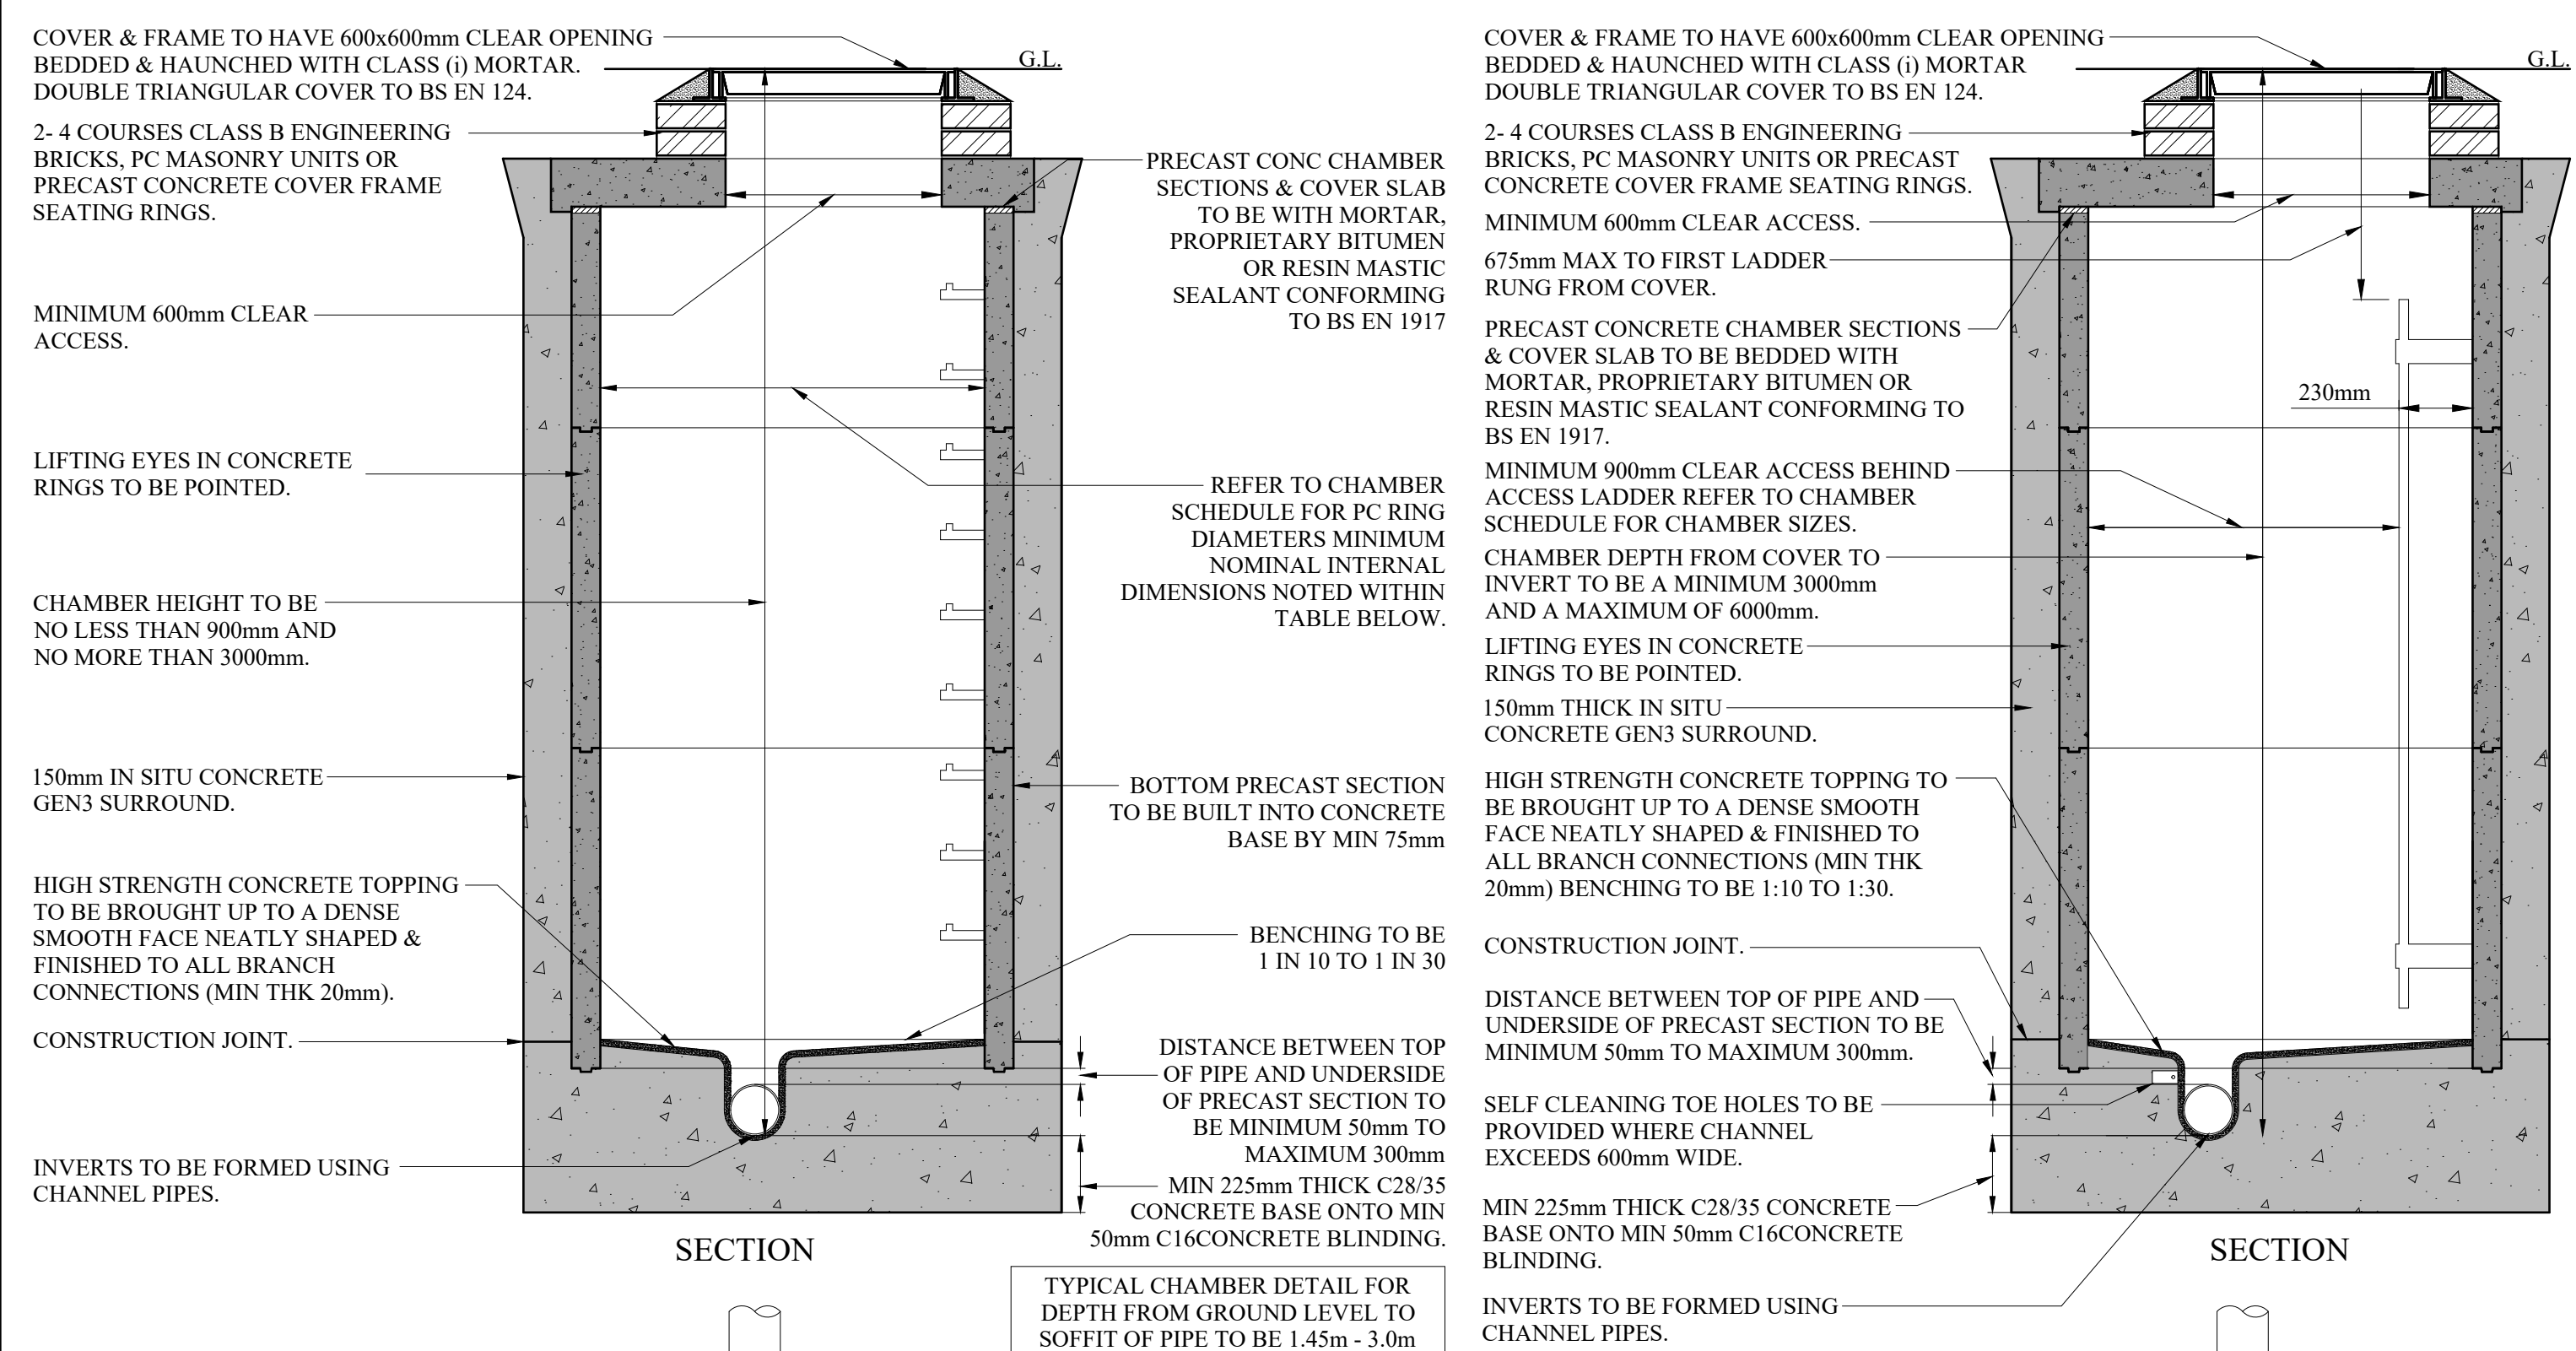 COVER & FRAME TO HAVE 600x600mm CLEAR OPENING
BEDDED & HAUNCHED WITH CLASS (i) MORTAR.
DOUBLE TRIANGULAR COVER TO BS EN 124.
G.L.
2- 4 COURSES CLASS B ENGINEERING
BRICKS, PC MASONRY UNITS OR
PRECAST CONCRETE COVER FRAME
SEATING RINGS.
MINIMUM 600mm CLEAR
ACCESS.
LIFTING EYES IN CONCRETE
RINGS TO BE POINTED.
CHAMBER HEIGHT TO BE
NO LESS THAN 900mm AND
NO MORE THAN 3000mm.
150mm IN SITU CONCRETE
GEN3 SURROUND.
HIGH STRENGTH CONCRETE TOPPING
TO BE BROUGHT UP TO A DENSE
SMOOTH FACE NEATLY SHAPED &
FINISHED TO ALL BRANCH
CONNECTIONS (MIN THK 20mm).
CONSTRUCTION JOINT.
INVERTS TO BE FORMED USING
CHANNEL PIPES.
PRECAST CONC CHAMBER
SECTIONS & COVER SLAB
TO BE WITH MORTAR,
PROPRIETARY BITUMEN
OR RESIN MASTIC
SEALANT CONFORMING
TO BS EN 1917
REFER TO CHAMBER
SCHEDULE FOR PC RING
DIAMETERS MINIMUM
NOMINAL INTERNAL
DIMENSIONS NOTED WITHIN
TABLE BELOW.
BOTTOM PRECAST SECTION
TO BE BUILT INTO CONCRETE
BASE BY MIN 75mm
BENCHING TO BE
1 IN 10 TO 1 IN 30
DISTANCE BETWEEN TOP
OF PIPE AND UNDERSIDE
OF PRECAST SECTION TO
BE MINIMUM 50mm TO
MAXIMUM 300mm
MIN 225mm THICK C28/35
CONCRETE BASE ONTO MIN
50mm C16CONCRETE BLINDING.
SECTION
TYPICAL CHAMBER DETAIL FOR
DEPTH FROM GROUND LEVEL TO
SOFFIT OF PIPE TO BE 1.45m - 3.0m
COVER & FRAME TO HAVE 600x600mm CLEAR OPENING
BEDDED & HAUNCHED WITH CLASS (i) MORTAR
DOUBLE TRIANGULAR COVER TO BS EN 124.
G.L.
2- 4 COURSES CLASS B ENGINEERING
BRICKS, PC MASONRY UNITS OR PRECAST
CONCRETE COVER FRAME SEATING RINGS.
MINIMUM 600mm CLEAR ACCESS.
675mm MAX TO FIRST LADDER
RUNG FROM COVER.
PRECAST CONCRETE CHAMBER SECTIONS
& COVER SLAB TO BE BEDDED WITH
MORTAR, PROPRIETARY BITUMEN OR
RESIN MASTIC SEALANT CONFORMING TO
BS EN 1917.
230mm
MINIMUM 900mm CLEAR ACCESS BEHIND
ACCESS LADDER REFER TO CHAMBER
SCHEDULE FOR CHAMBER SIZES.
CHAMBER DEPTH FROM COVER TO
INVERT TO BE A MINIMUM 3000mm
AND A MAXIMUM OF 6000mm.
LIFTING EYES IN CONCRETE
RINGS TO BE POINTED.
150mm THICK IN SITU
CONCRETE GEN3 SURROUND.
HIGH STRENGTH CONCRETE TOPPING TO
BE BROUGHT UP TO A DENSE SMOOTH
FACE NEATLY SHAPED & FINISHED TO
ALL BRANCH CONNECTIONS (MIN THK
20mm) BENCHING TO BE 1:10 TO 1:30.
CONSTRUCTION JOINT.
DISTANCE BETWEEN TOP OF PIPE AND
UNDERSIDE OF PRECAST SECTION TO BE
MINIMUM 50mm TO MAXIMUM 300mm.
SELF CLEANING TOE HOLES TO BE
PROVIDED WHERE CHANNEL
EXCEEDS 600mm WIDE.
MIN 225mm THICK C28/35 CONCRETE
BASE ONTO MIN 50mm C16CONCRETE
BLINDING.
INVERTS TO BE FORMED USING
CHANNEL PIPES.
SECTION